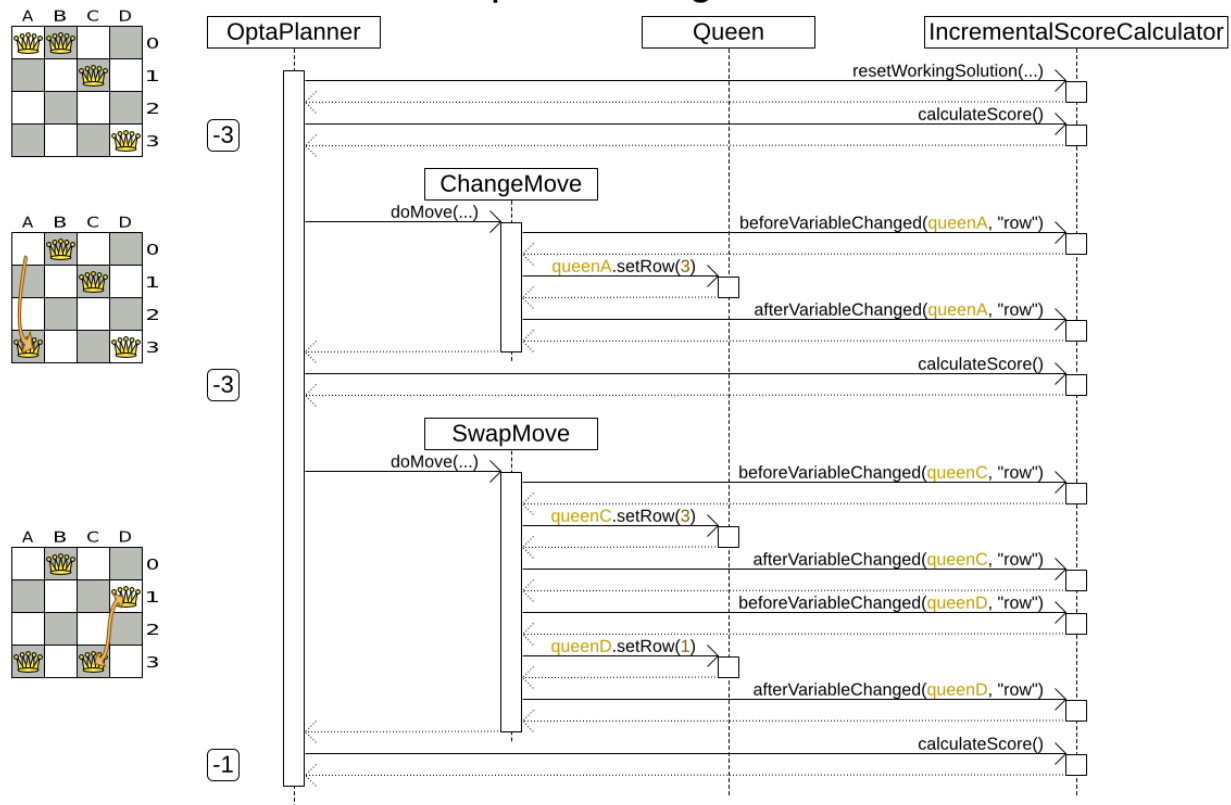 OptaPlanner Queen IncrementalScoreCalculator
A B C D
0
1
2
3
resetWorkingSolution(...)
calculateScore()
-3
ChangeMove
doMove(...)
A B C D
0
1
2
3
beforeVariableChanged(queenA, "row")
queenA.setRow(3)
afterVariableChanged(queenA, "row")
calculateScore()
-3
SwapMove
doMove(...)
beforeVariableChanged(queenC, "row")
queenC.setRow(3)
A B C D
0
1
2
3
afterVariableChanged(queenC, "row")
beforeVariableChanged(queenD, "row")
queenD.setRow(1)
afterVariableChanged(queenD, "row")
calculateScore()
-1